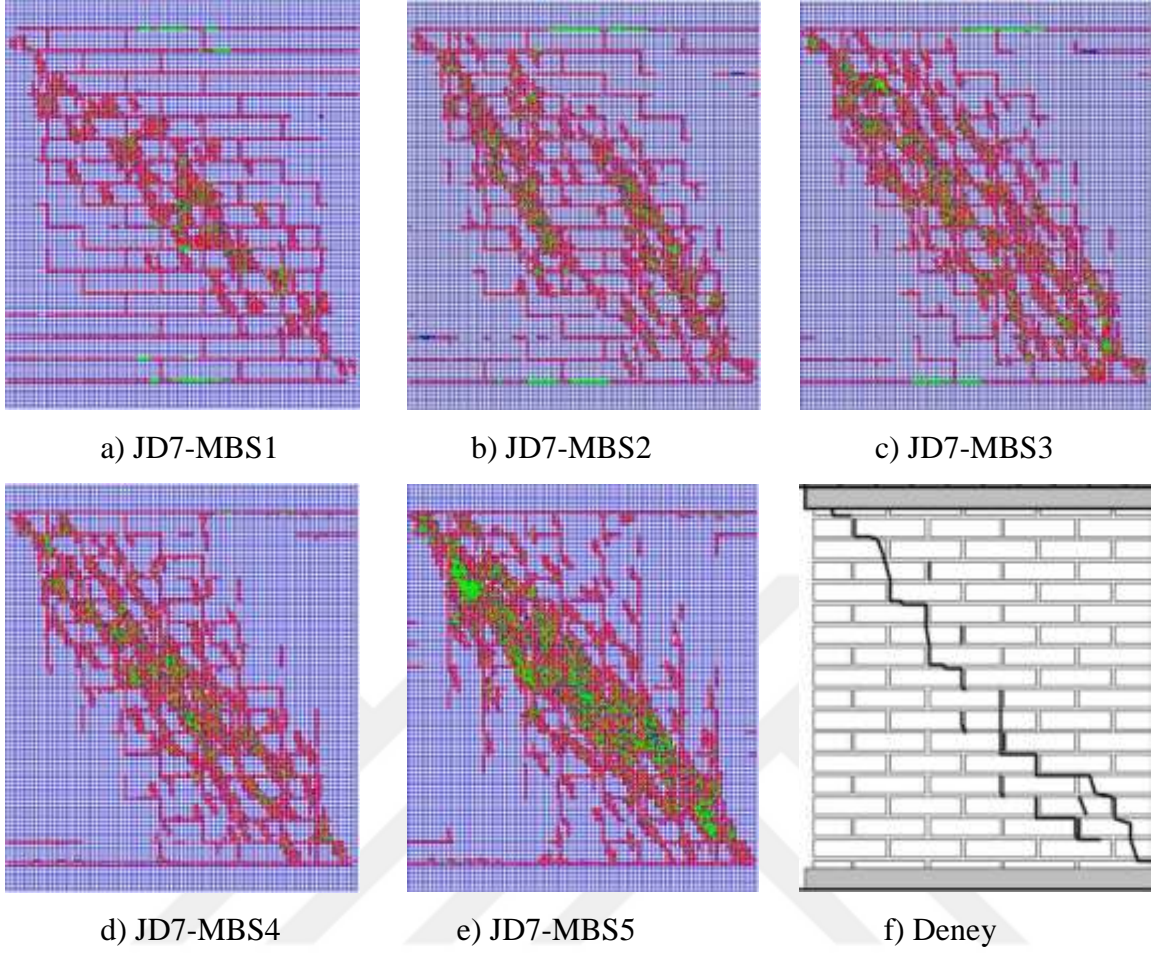 a) JD7-MBS1
b) JD7-MBS2
c) JD7-MBS3
d) JD7-MBS4
e) JD7-MBS5
f) Deney